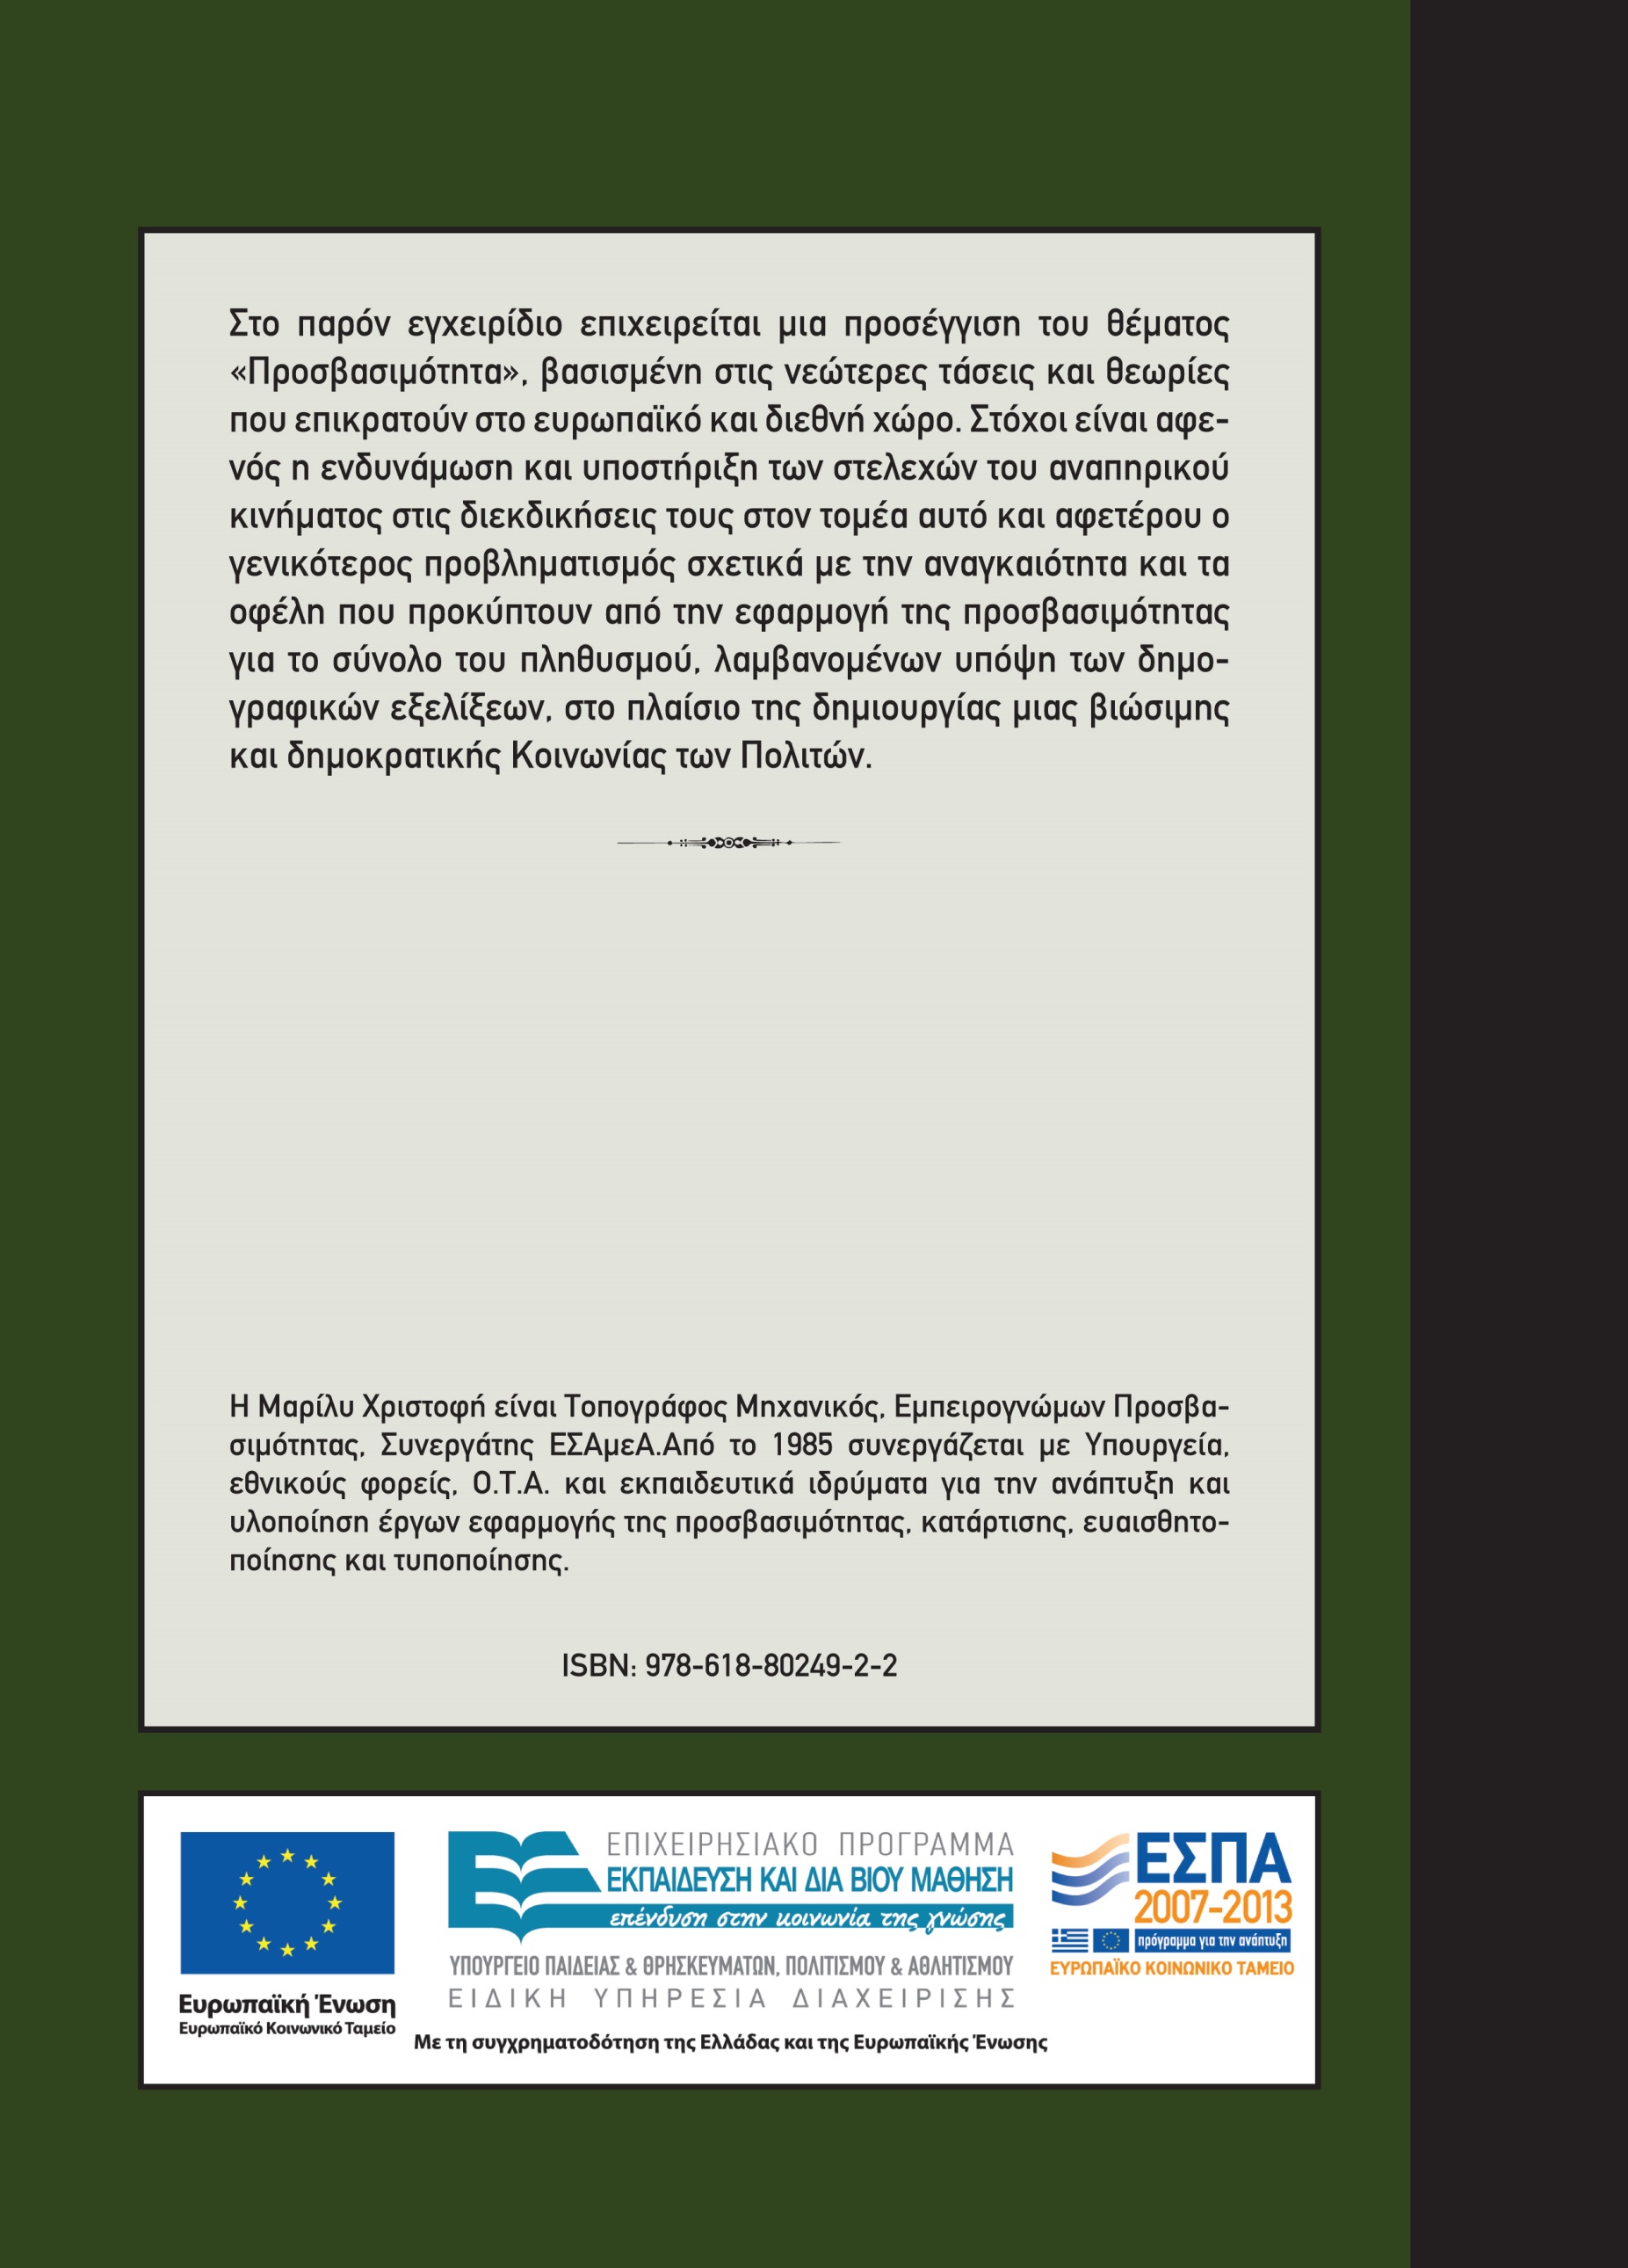 Στο παρόν εγχειρίδιο επιχειρείται μια προσέγγιση του θέματος
«Προσβασιμότητα», βασισμένη στις νεώτερες τάσεις και θεωρίες
που επικρατούν στο ευρωπαϊκό και διεθνή χώρο. Στόχοι είναι αφε-
νός η ενδυνάμωση και υποστήριξη των στελεχών του αναπηρικού
κινήματος στις διεκδικήσεις τους στον τομέα αυτό και αφετέρου ο
γενικότερος προβληματισμός σχετικά με την αναγκαιότητα και τα
οφέλη που προκύπτουν από την εφαρμογή της προσβασιμότητας
για το σύνολο του πληθυσμού, λαμβανομένων υπόψη των δημο-
γραφικών εξελίξεων, στο πλαίσιο της δημιουργίας μιας βιώσιμης
και δημοκρατικής Κοινωνίας των Πολιτών.
Η Μαρίλυ Χριστοφή είναι Τοπογράφος Μηχανικός, Εμπειρογνώμων Προσβα-
σιμότητας, Συνεργάτης ΕΣΑμεΑ.Από το 1985 συνεργάζεται με Υπουργεία,
εθνικούς φορείς, Ο.Τ.Α. και εκπαιδευτικά ιδρύματα για την ανάπτυξη και
υλοποίηση έργων εφαρμογής της προσβασιμότητας, κατάρτισης, ευαισθητο-
ποίησης και τυποποίησης.
ISBN: 978-618-80249-2-2
Ευρωπαϊκή Ένωση
Ευρωπαϊκό Κοινωνικό Ταμείο
ΕΠΙΧΕΙΡΗΣΙΑΚΟ ΠΡΟΓΡΑΜΜΑ
ΕΚΠΑΙΔΕΥΣΗ ΚΑΙ ΔΙΑ ΒΙΟΥ ΜΑΘΗΣΗ
επένδυση στην κοινωνία της γνώσης
ΥΠΟΥΡΓΕΙΟ ΠΑΙΔΕΙΑΣ & ΘΡΗΣΚΕΥΜΑΤΩΝ, ΠΟΛΙΤΙΣΜΟΥ & ΑΘΛΗΤΙΣΜΟΥ
ΕΙΔΙΚΗ ΥΠΗΡΕΣΙΑ ΔΙΑΧΕΙΡΙΣΗΣ
Με τη συγχρηματοδότηση της Ελλάδας και της Ευρωπαϊκής Ένωσης
ΕΣΠΑ
2007-2013
πρόγραμμα για την ανάπτυξη
ΕΥΡΩΠΑΪΚΟ ΚΟΙΝΩΝΙΚΟ ΤΑΜΕΙΟ